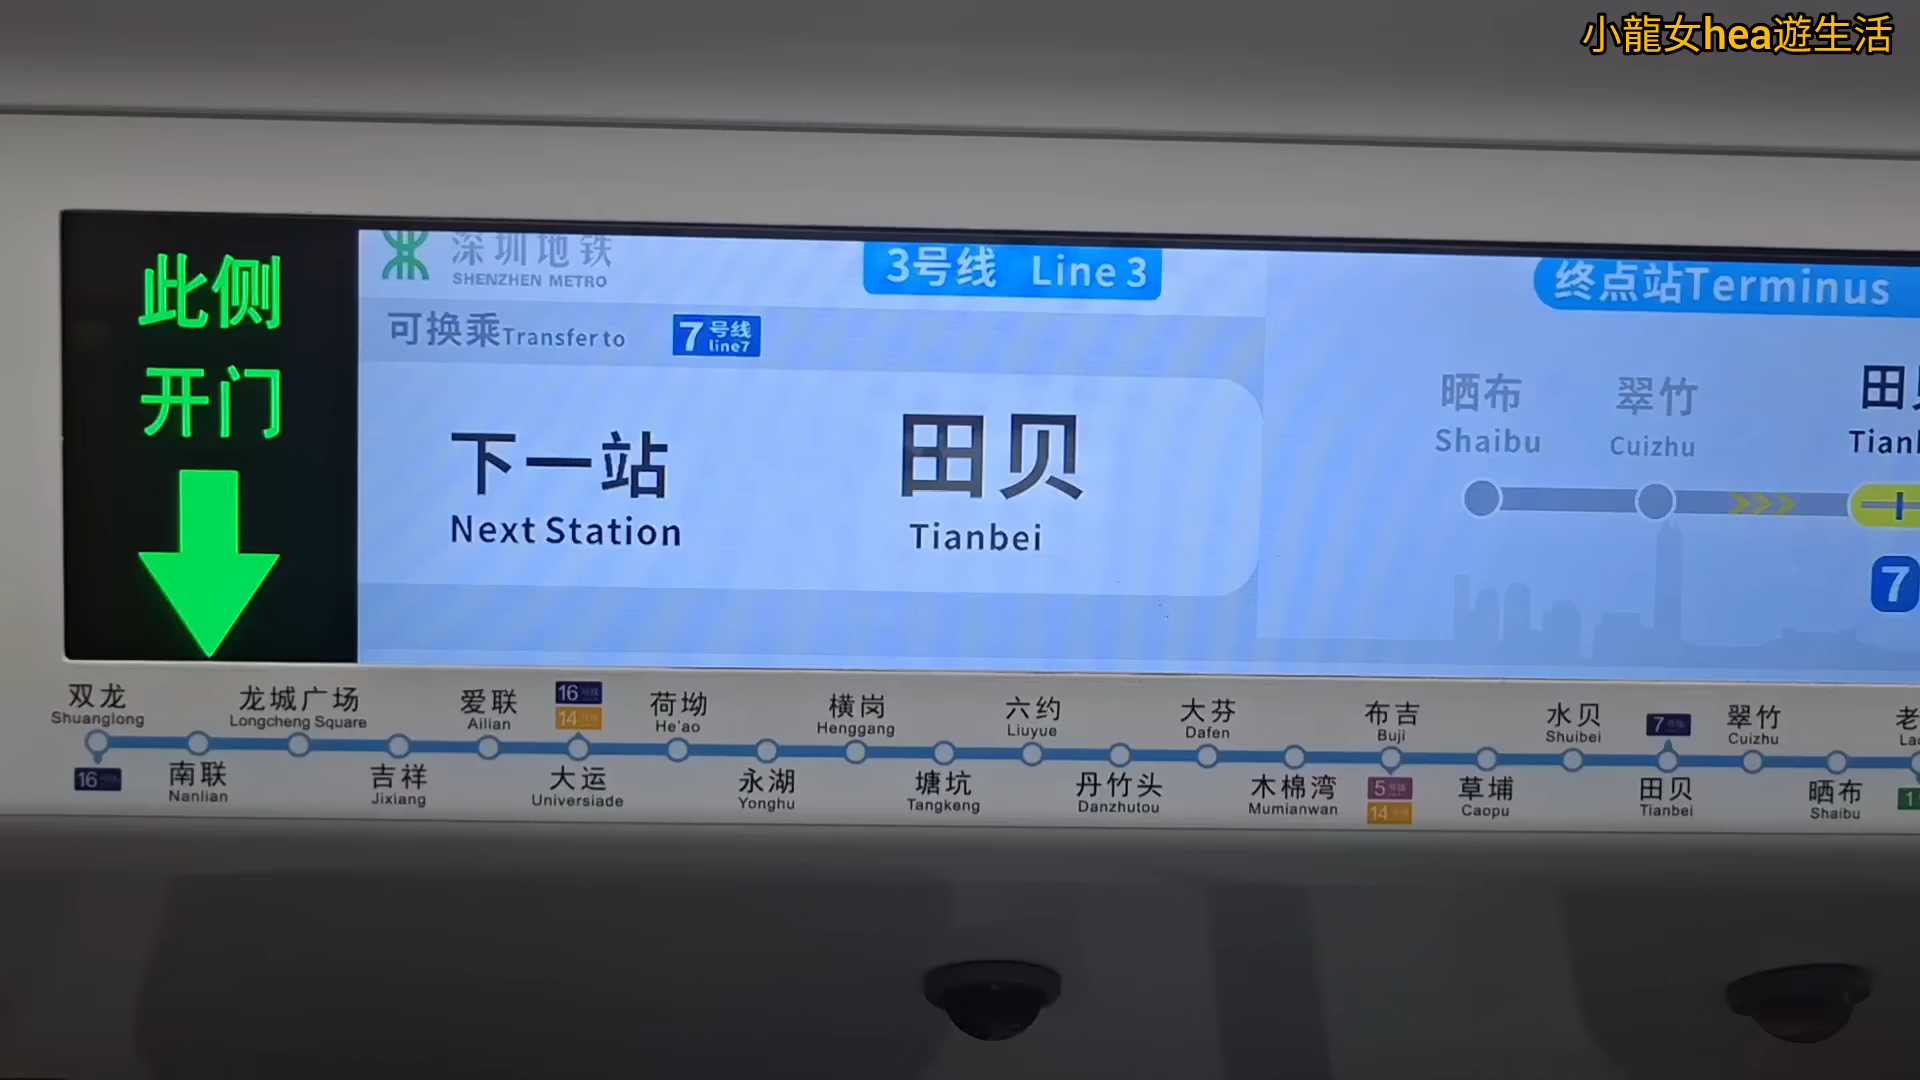 小龍女hea遊生活
此侧
开门
深圳地铁
SHENZHEN METRO
3号线 Line 3
终点站Terminus
可换乘Transfer to
7号线
line7
下一站
Next Station
田贝
Tianbei
晒布
Shaibu
翠竹
Cuizhu
田
Tian
7
双龙
Shuanglong
16
南联
Nanlian
龙城广场
Longcheng Square
吉祥
Jixiang
爱联
Ailian
16
14
大运
Universiade
荷坳
He'ao
永湖
Yonghu
横岗
Henggang
塘坑
Tangkeng
六约
Liuyue
丹竹头
Danzhutou
大芬
Dafen
木棉湾
Mumianwan
布吉
Buji
5
14
草埔
Caopu
水贝
Shuibei
7
田贝
Tianbei
翠竹
Cuizhu
晒布
Shaibu
老
La
1